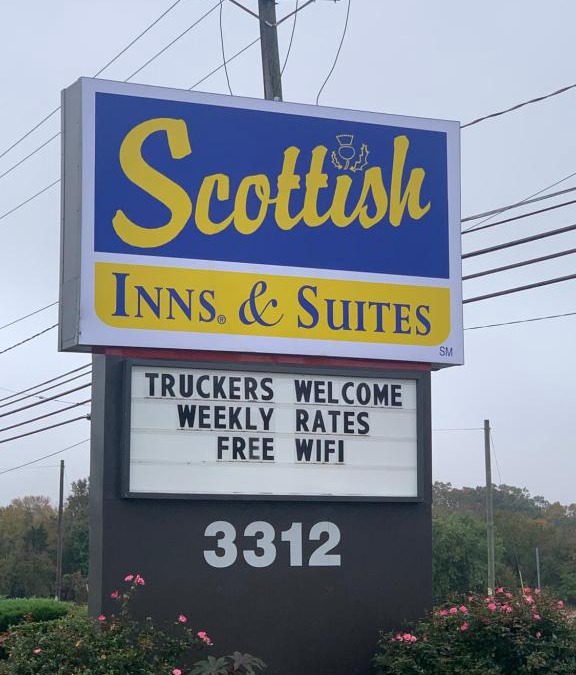 Scottish
INNS® & SUITES
SM
TRUCKERS WELCOME
WEEKLY RATES
FREE WIFI
3312